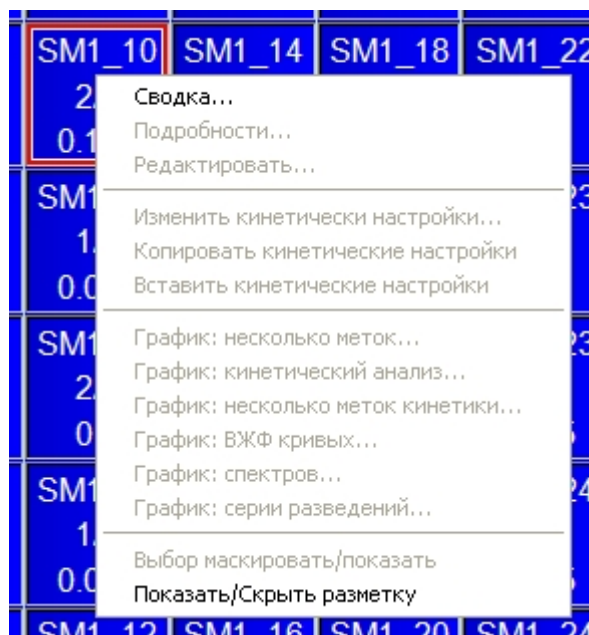 SM1_10 SM1_14 SM1_18 SM1_22
Сводка...
Подробности...
Редактировать...
Изменить кинетически настройки...
Копировать кинетические настройки
Вставить кинетические настройки
График: несколько меток...
График: кинетический анализ...
График: несколько меток кинетики...
График: ВЖФ кривых...
График: спектров...
График: серии разведений...
Выбор маскировать/показать
Показать/Скрыть разметку
SM1_12 SM1_16 SM1_20 SM1_24